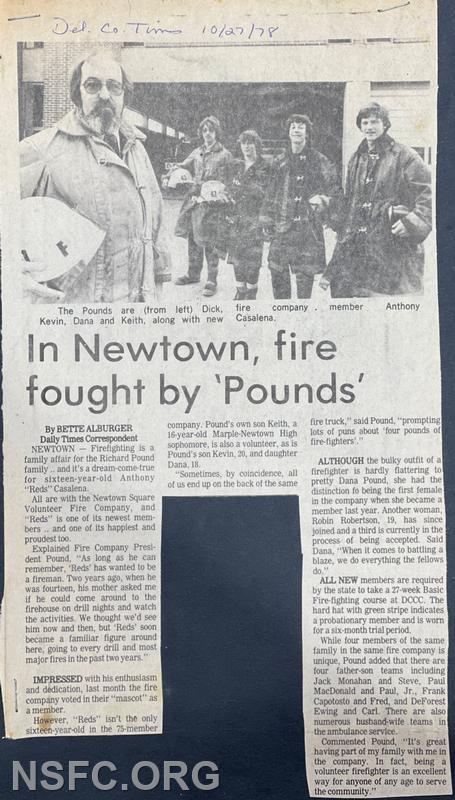 Del. Co. Times 10/27/78
The Pounds are (from left) Dick,
Kevin, Dana and Keith, along with new
fire company . member Anthony
Casalena.
In Newtown, fire
fought by 'Pounds'
By BETTE ALBURGER
Daily Times Correspondent
NEWTOWN — Firefighting is a
family affair for the Richard Pound
family .. and it's a dream-come-true
for sixteen-year-old Anthony
"Reds" Casalena.
All are with the Newtown Square
Volunteer Fire Company, and
"Reds" is one of its newest mem-
bers .. and one of its happiest and
proudest too.
Explained Fire Company Presi-
dent Pound, "As long as he can
remember, 'Reds' has wanted to be
a fireman. Two years ago, when he
was fourteen, his mother asked me
if he could come around to the
firehouse on drill nights and watch
the activities. We thought we'd see
him now and then, but 'Reds' soon
became a familiar figure around
here, going to every drill and most
major fires in the past two years."
IMPRESSED with his enthusiasm
and dedication, last month the fire
company voted in their "mascot" as
a member.
However, "Reds" isn't the only
sixteen-year-old in the 75-member
company. Pound's own son Keith, a
16-year-old Marple-Newtown High
sophomore, is also a volunteer, as is
Pound's son Kevin, 20, and daughter
Dana, 18.
"Sometimes, by coincidence, all
of us end up on the back of the same
fire truck," said Pound, "prompting
lots of puns about 'four pounds of
fire-fighters'."
ALTHOUGH the bulky outfit of a
firefighter is hardly flattering to
pretty Dana Pound, she had the
distinction fo being the first female
in the company when she became a
member last year. Another woman,
Robin Robertson, 19, has since
joined and a third is currently in the
process of being accepted. Said
Dana, "When it comes to battling a
blaze, we do everything the fellows
do."
ALL NEW members are required
by the state to take a 27-week Basic
Fire-fighting course at DCCC. The
hard hat with green stripe indicates
a probationary member and is worn
for a six-month trial period.
While four members of the same
family in the same fire company is
unique, Pound added that there are
four father-son teams including
Jack Monahan and Steve, Paul
MacDonald and Paul, Jr., Frank
Capotosto and Fred, and DeForest
Ewing and Carl. There are also
numerous husband-wife teams in
the ambulance service.
Commented Pound, "It's great
having part of my family with me in
the company. In fact, being a
volunteer firefighter is an excellent
way for anyone of any age to serve
the community."
NSFC.ORG